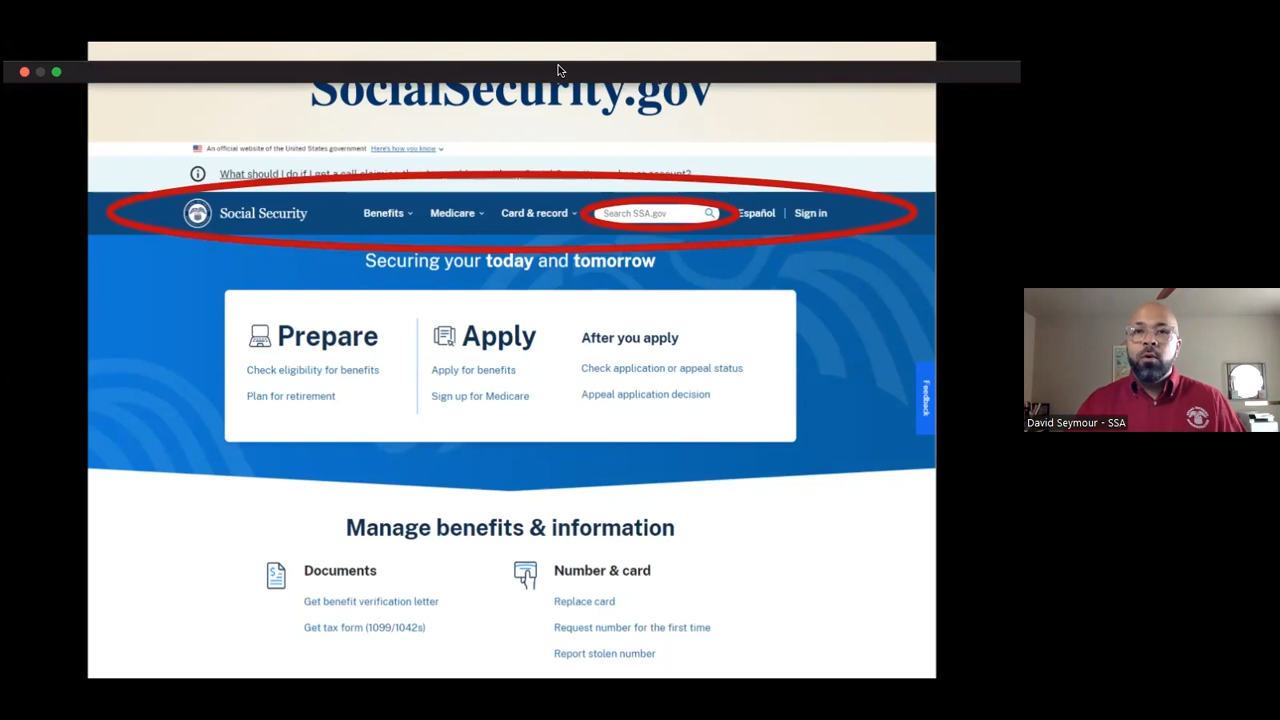 SocialSecurity.gov
An official website of the United States government Here's how you know
What should I do if I get a call claiming
Social Security Benefits Medicare Card & record Search SSA.gov Español Sign in
Securing your today and tomorrow
Prepare
Check eligibility for benefits
Plan for retirement
Apply
Apply for benefits
Sign up for Medicare
After you apply
Check application or appeal status
Appeal application decision
Feedback
David Seymour - SSA
Manage benefits & information
Documents
Get benefit verification letter
Get tax form (1099/1042s)
Number & card
Replace card
Request number for the first time
Report stolen number